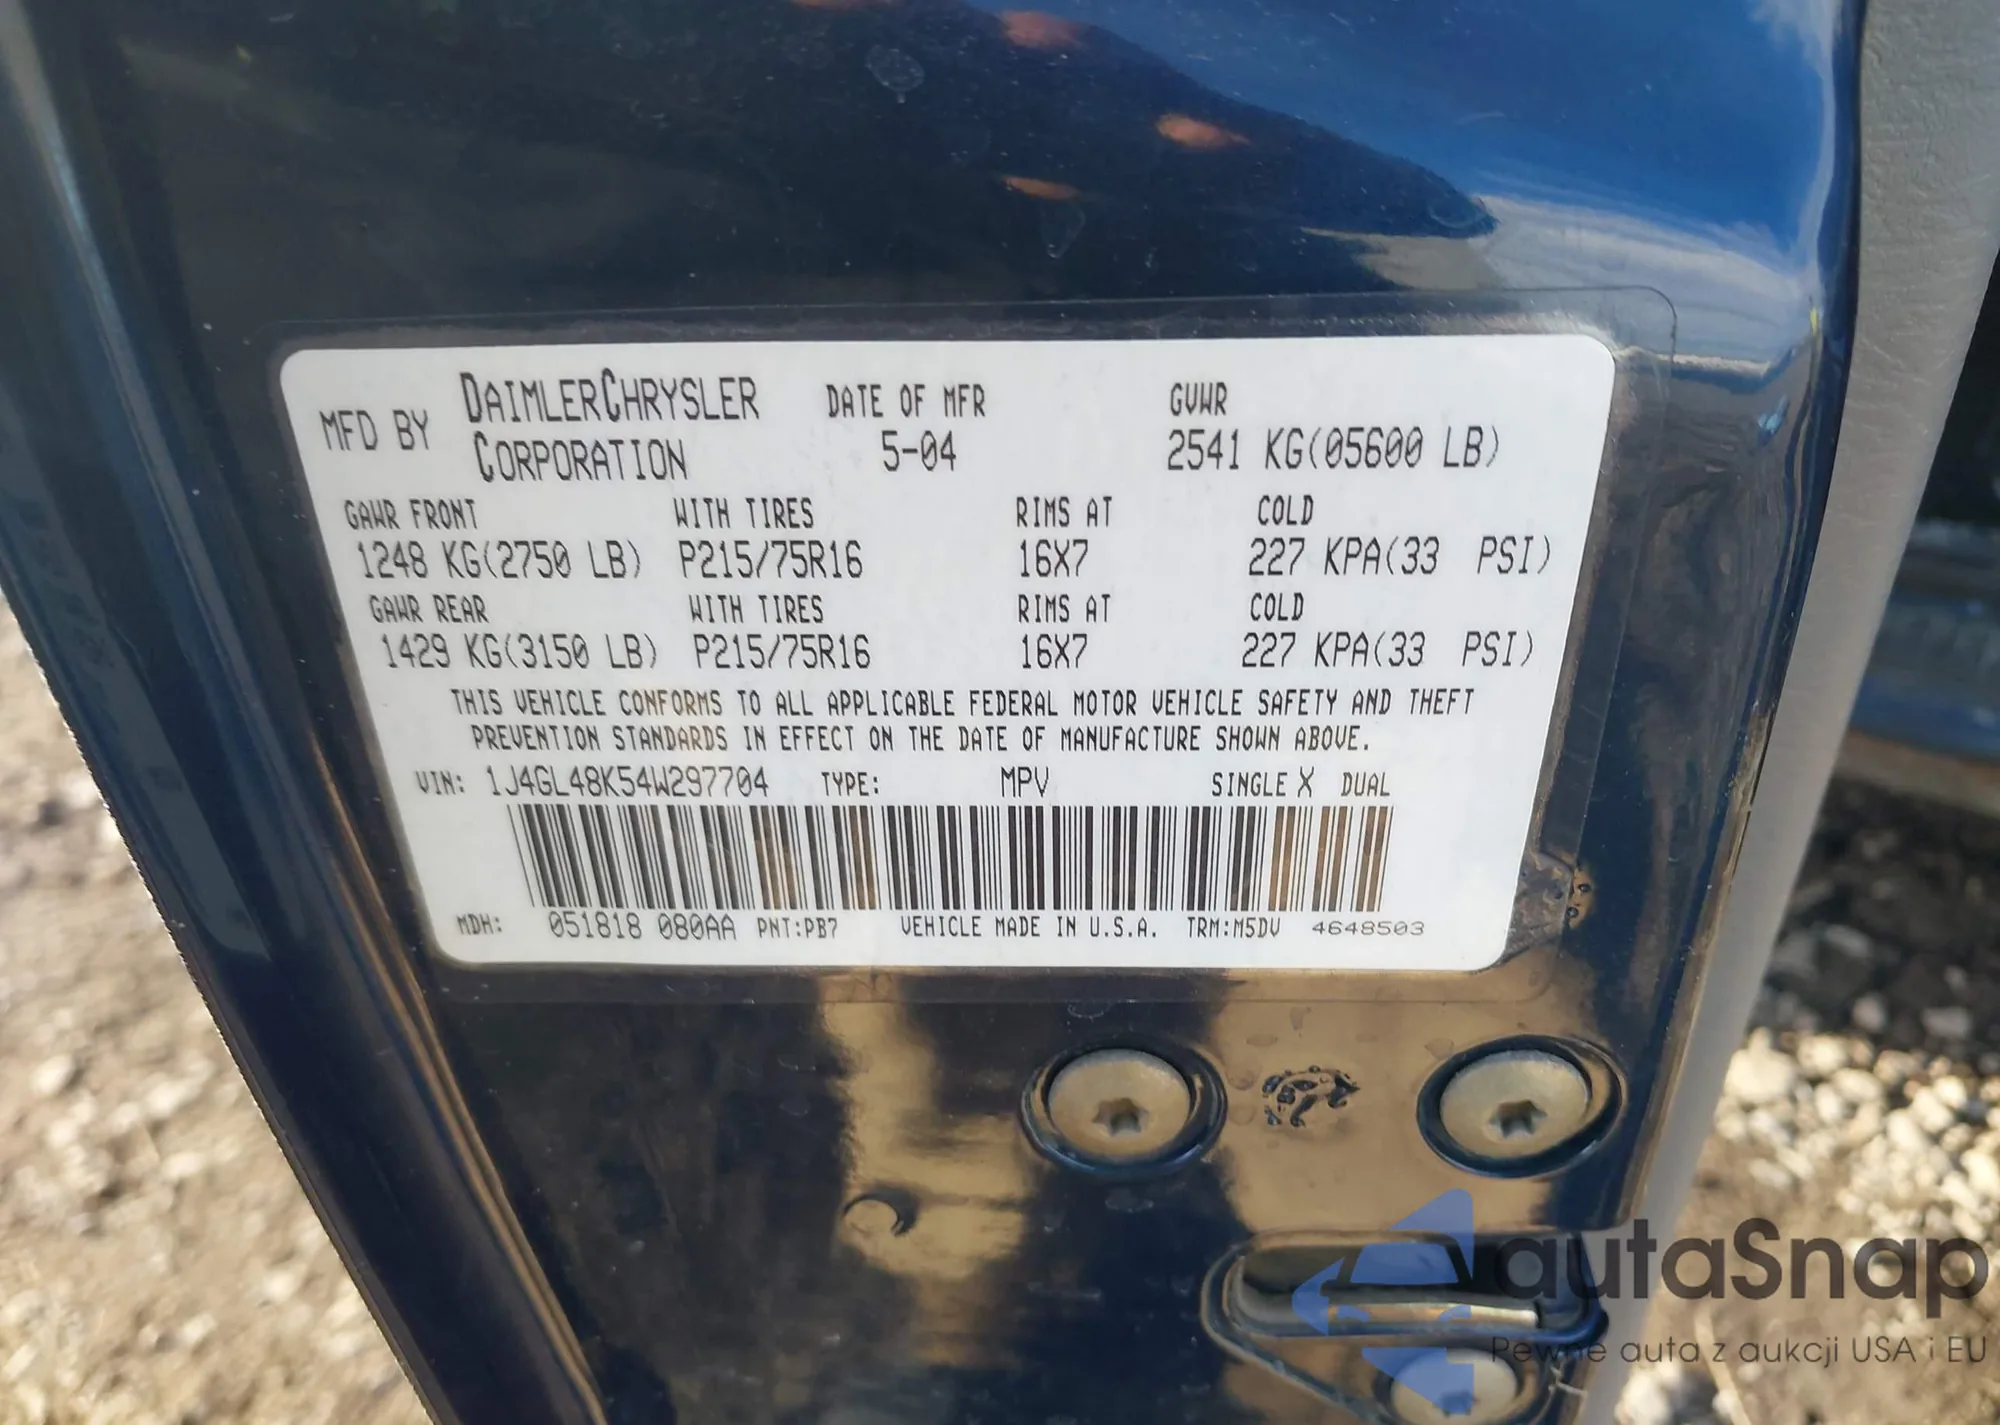 MFD BY DAIMLERCHRYSLER CORPORATION DATE OF MFR 5-04 GVWR 2541 KG(05600 LB)
GAWR FRONT WITH TIRES RIMS AT COLD
1248 KG(2750 LB) P215/75R16 16X7 227 KPA(33 PSI)
GAWR REAR WITH TIRES RIMS AT COLD
1429 KG(3150 LB) P215/75R16 16X7 227 KPA(33 PSI)
THIS VEHICLE CONFORMS TO ALL APPLICABLE FEDERAL MOTOR VEHICLE SAFETY AND THEFT
PREVENTION STANDARDS IN EFFECT ON THE DATE OF MANUFACTURE SHOWN ABOVE.
VIN: 1J4GL48K54W297704 TYPE: MPV SINGLE X DUAL
MDH: 051818 080AA PNT:PB7 VEHICLE MADE IN U.S.A. TRM:M5DV 4648503
autaSnap
Pewne auta z aukcji USA i EU